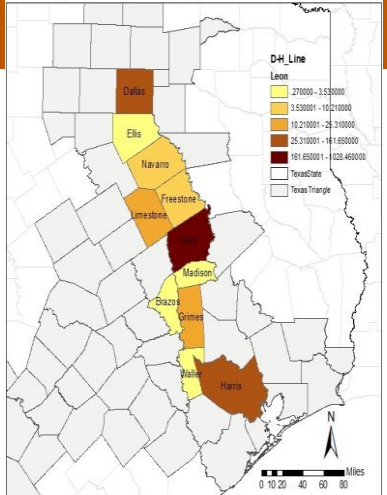 D-H_Line
Leon
.270000 - 3.530000
3.530001 - 10.210000
10.210001 - 25.310000
25.310001 - 161.650000
161.650001 - 1028.460000
TexasState
Texas Triangle
Dallas
Ellis
Navarro
Freestone
Limestone
Madison
Brazos
Grimes
Waller
Harris
N
Miles
0 10 20 40 60 80